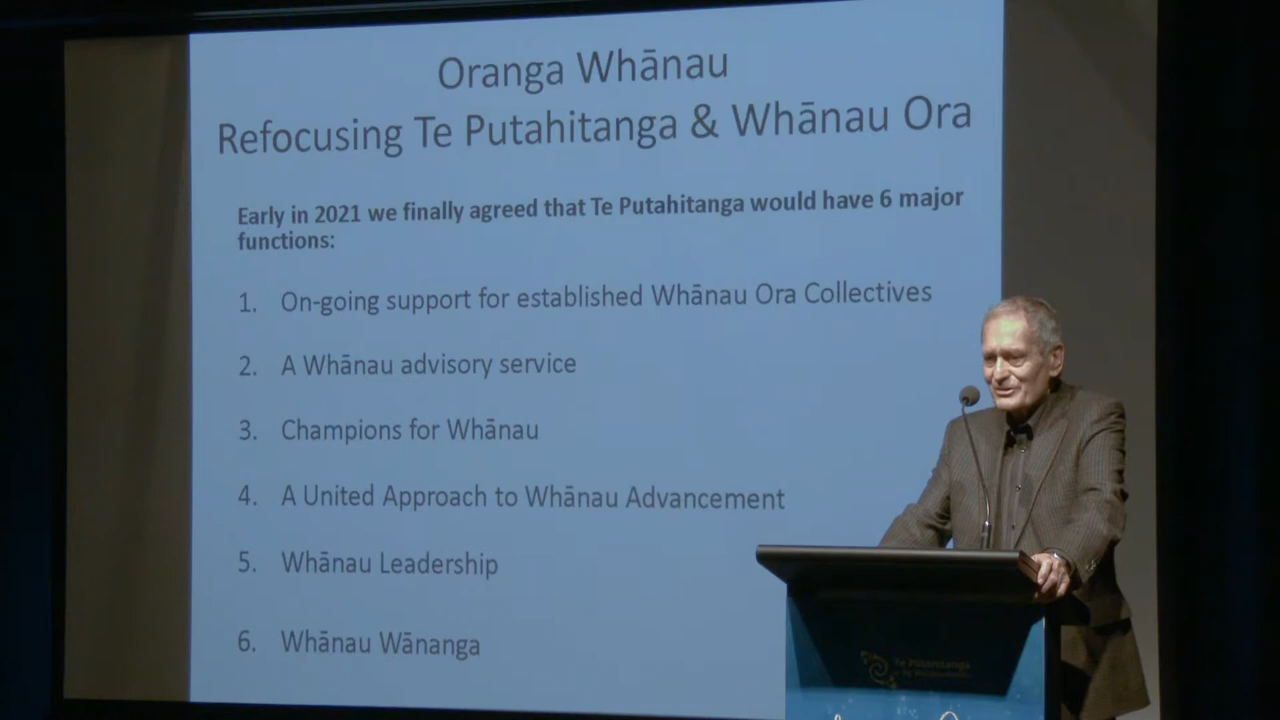 Oranga Whānau
Refocusing Te Putahitanga & Whānau Ora
Early in 2021 we finally agreed that Te Putahitanga would have 6 major
functions:
1. On-going support for established Whānau Ora Collectives
2. A Whānau advisory service
3. Champions for Whānau
4. A United Approach to Whānau Advancement
5. Whānau Leadership
6. Whānau Wānanga
Te Pūtahitanga